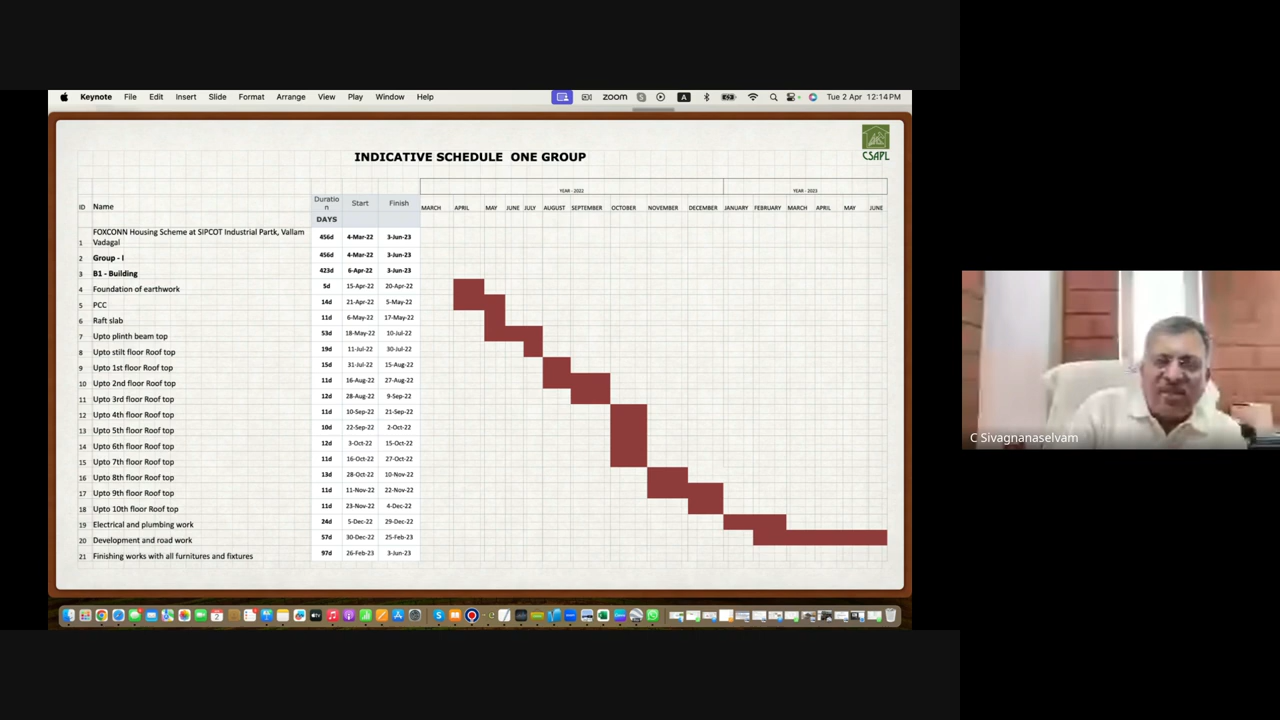 Keynote File Edit Insert Slide Format Arrange View Play Window Help zoom A Tue 2 Apr 12:14 PM
CSAPL
INDICATIVE SCHEDULE ONE GROUP
YEAR - 2022 YEAR - 2023
ID Name Duratio n Start Finish MARCH APRIL MAY JUNE JULY AUGUST SEPTEMBER OCTOBER NOVEMBER DECEMBER JANUARY FEBRUARY MARCH APRIL MAY JUNE
DAYS
1 FOXCONN Housing Scheme at SIPCOT Industrial Partk, Vallam Vadagal 456d 4-Mar-22 3-Jun-23
2 Group - I 456d 4-Mar-22 3-Jun-23
3 B1 - Building 423d 6-Apr-22 3-Jun-23
4 Foundation of earthwork 5d 15-Apr-22 20-Apr-22
5 PCC 14d 21-Apr-22 5-May-22
6 Raft slab 11d 6-May-22 17-May-22
7 Upto plinth beam top 53d 18-May-22 10-Jul-22
8 Upto stilt floor Roof top 19d 11-Jul-22 30-Jul-22
9 Upto 1st floor Roof top 15d 31-Jul-22 15-Aug-22
10 Upto 2nd floor Roof top 11d 16-Aug-22 27-Aug-22
11 Upto 3rd floor Roof top 12d 28-Aug-22 9-Sep-22
12 Upto 4th floor Roof top 11d 10-Sep-22 21-Sep-22
13 Upto 5th floor Roof top 10d 22-Sep-22 2-Oct-22
14 Upto 6th floor Roof top 12d 3-Oct-22 15-Oct-22
15 Upto 7th floor Roof top 11d 16-Oct-22 27-Oct-22
16 Upto 8th floor Roof top 13d 28-Oct-22 10-Nov-22
17 Upto 9th floor Roof top 11d 11-Nov-22 22-Nov-22
18 Upto 10th floor Roof top 11d 23-Nov-22 4-Dec-22
19 Electrical and plumbing work 24d 5-Dec-22 29-Dec-22
20 Development and road work 57d 30-Dec-22 25-Feb-23
21 Finishing works with all furnitures and fixtures 97d 26-Feb-23 3-Jun-23
C Sivagnanaselvam